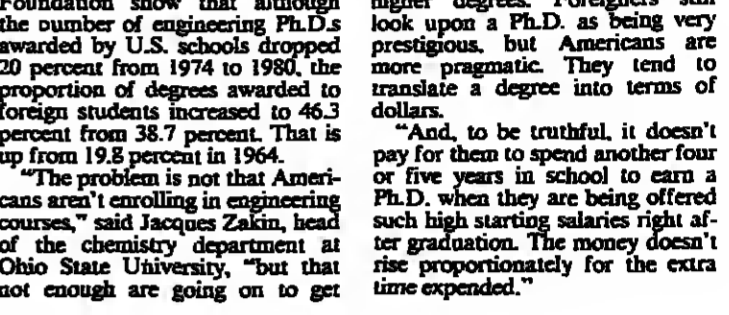 Foundation show that although
the number of engineering Ph.D.s
awarded by U.S. schools dropped
20 percent from 1974 to 1980, the
proportion of degrees awarded to
foreign students increased to 46.3
percent from 38.7 percent. That is
up from 19.8 percent in 1964.
"The problem is not that Ameri-
cans aren't enrolling in engineering
courses," said Jacques Zakin, head
of the chemistry department at
Ohio State University, "but that
not enough are going on to get
higher degrees. Foreigners still
look upon a Ph.D. as being very
prestigious, but Americans are
more pragmatic. They tend to
translate a degree into terms of
dollars.
"And, to be truthful, it doesn't
pay for them to spend another four
or five years in school to earn a
Ph.D. when they are being offered
such high starting salaries right af-
ter graduation. The money doesn't
rise proportionately for the extra
time expended."